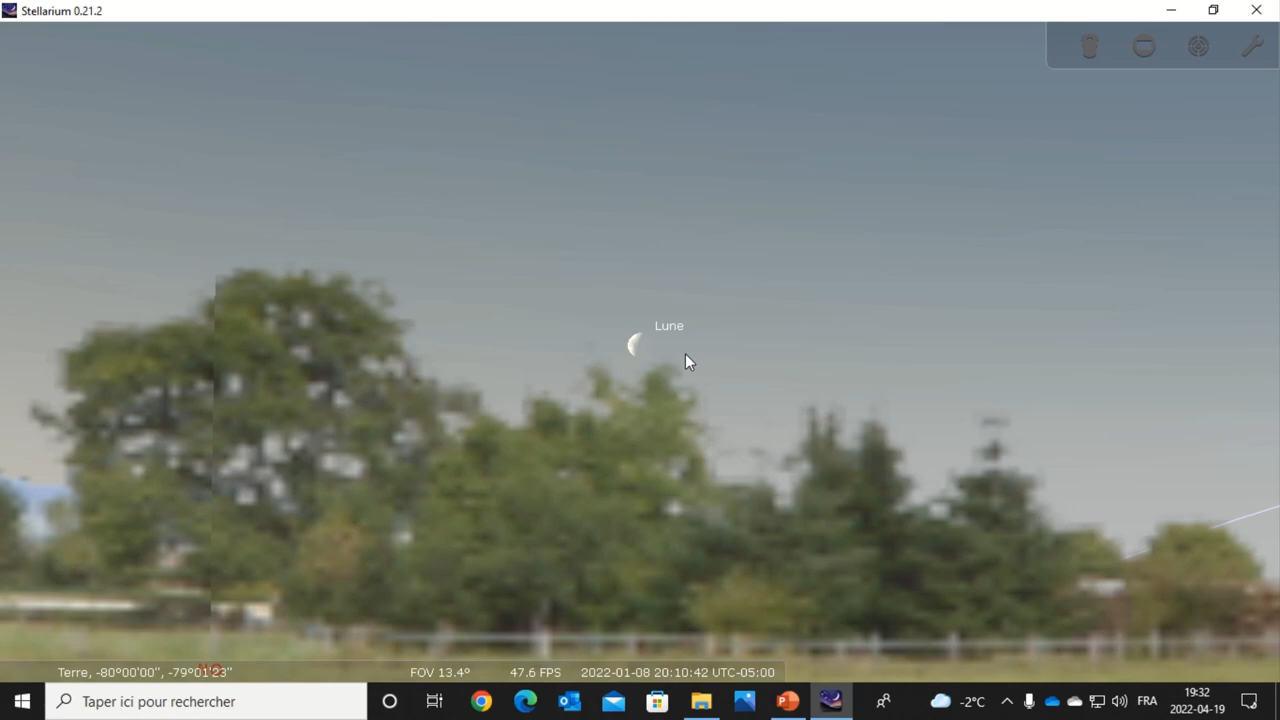 Stellarium 0.21.2
Lune
NO
Terre, -80°00'00", -79°01'23"
FOV 13.4°
47.6 FPS
2022-01-08 20:10:42 UTC-05:00
Taper ici pour rechercher
-2°C
FRA
19:32
2022-04-19